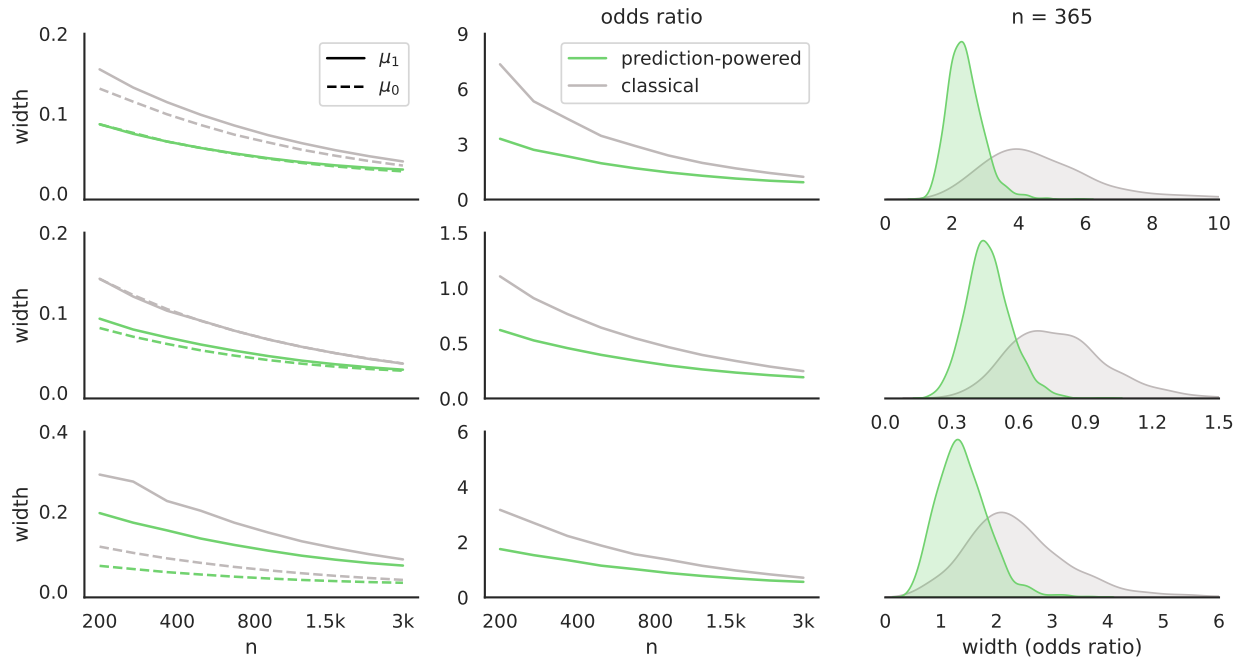 odds ratio
n = 365
0.2
0.1
0.0
width
μ1
μ0
9
6
3
0
prediction-powered
classical
0 2 4 6 8 10
0.2
0.1
0.0
width
1.5
1.0
0.5
0.0
0.0 0.3 0.6 0.9 1.2 1.5
0.4
0.2
0.0
width
200 400 800 1.5k 3k
n
6
4
2
0
200 400 800 1.5k 3k
n
0 1 2 3 4 5 6
width (odds ratio)